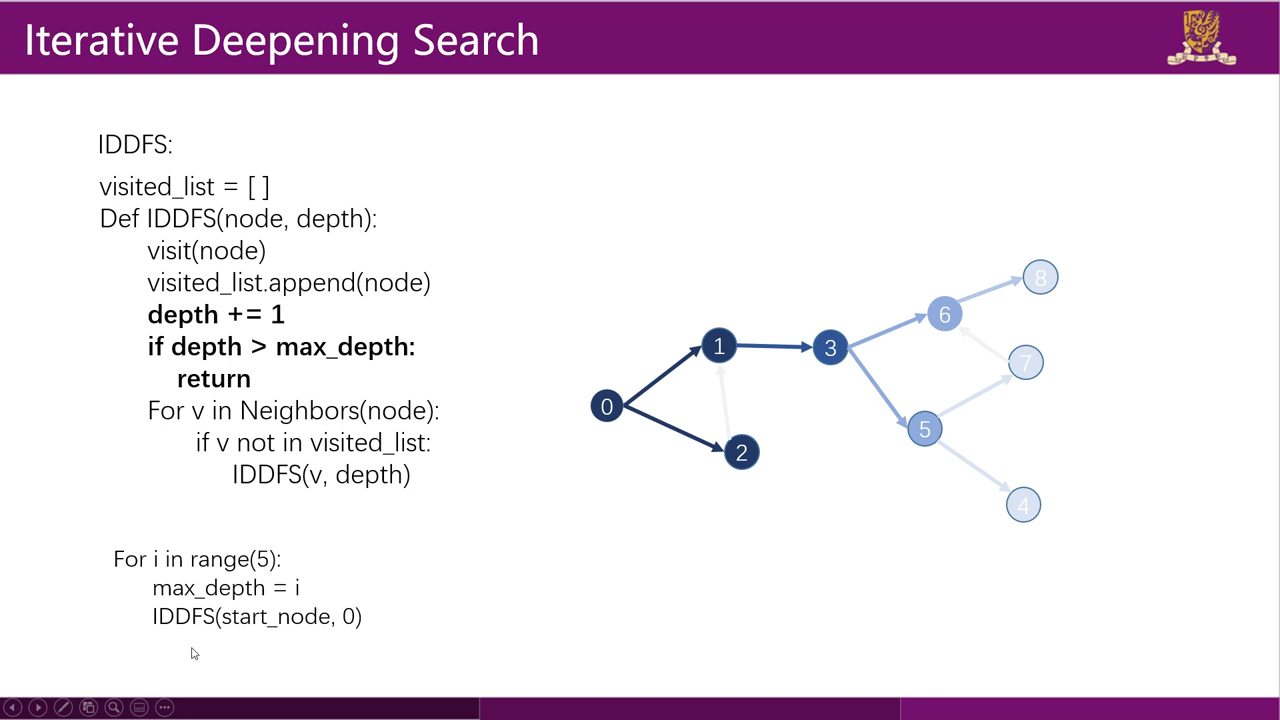 Iterative Deepening Search
IDDFS:
visited_list = [ ]
Def IDDFS(node, depth):
visit(node)
visited_list.append(node)
depth += 1
if depth > max_depth:
return
For v in Neighbors(node):
if v not in visited_list:
IDDFS(v, depth)
For i in range(5):
max_depth = i
IDDFS(start_node, 0)
8
6
1
3
7
0
5
2
4